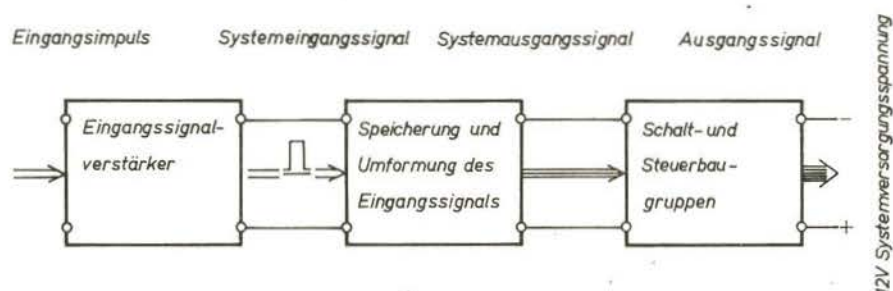 Eingangsimpuls
Systemeingangssignal
Systemausgangssignal
Ausgangssignal
Eingangssignal-
verstärker
Speicherung und
Umformung des
Eingangssignals
Schalt- und
Steuerbau-
gruppen
-
+
12V Systemversorgungsspannung